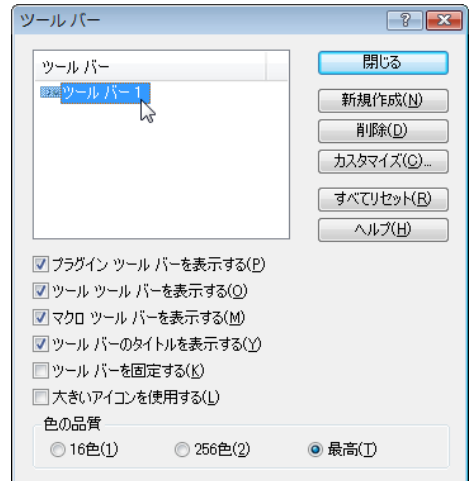 ツール バー
ツール バー
ツール バー 1
閉じる
新規作成(N)
削除(D)
カスタマイズ(C)...
すべてリセット(R)
ヘルプ(H)
プラグイン ツール バーを表示する(P)
ツール ツール バーを表示する(O)
マクロ ツール バーを表示する(M)
ツール バーのタイトルを表示する(Y)
ツール バーを固定する(K)
大きいアイコンを使用する(L)
色の品質
16色(1) 256色(2) 最高(T)